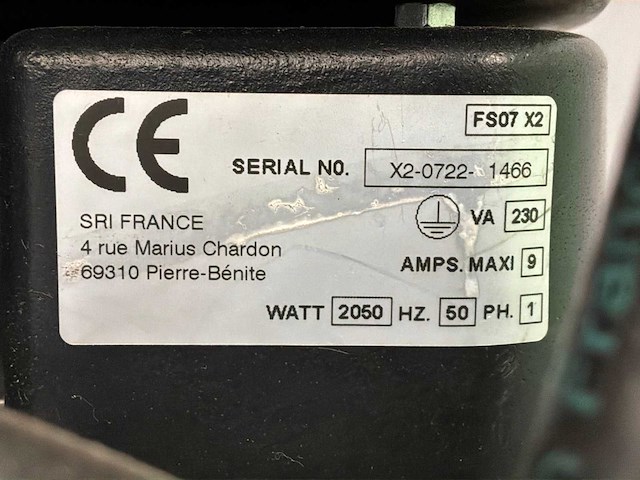 CE
FS07 X2
SERIAL NO. X2-0722- 1466
SRI FRANCE
4 rue Marius Chardon
69310 Pierre-Bénite
VA 230
AMPS. MAXI 9
WATT 2050 HZ. 50 PH. 1